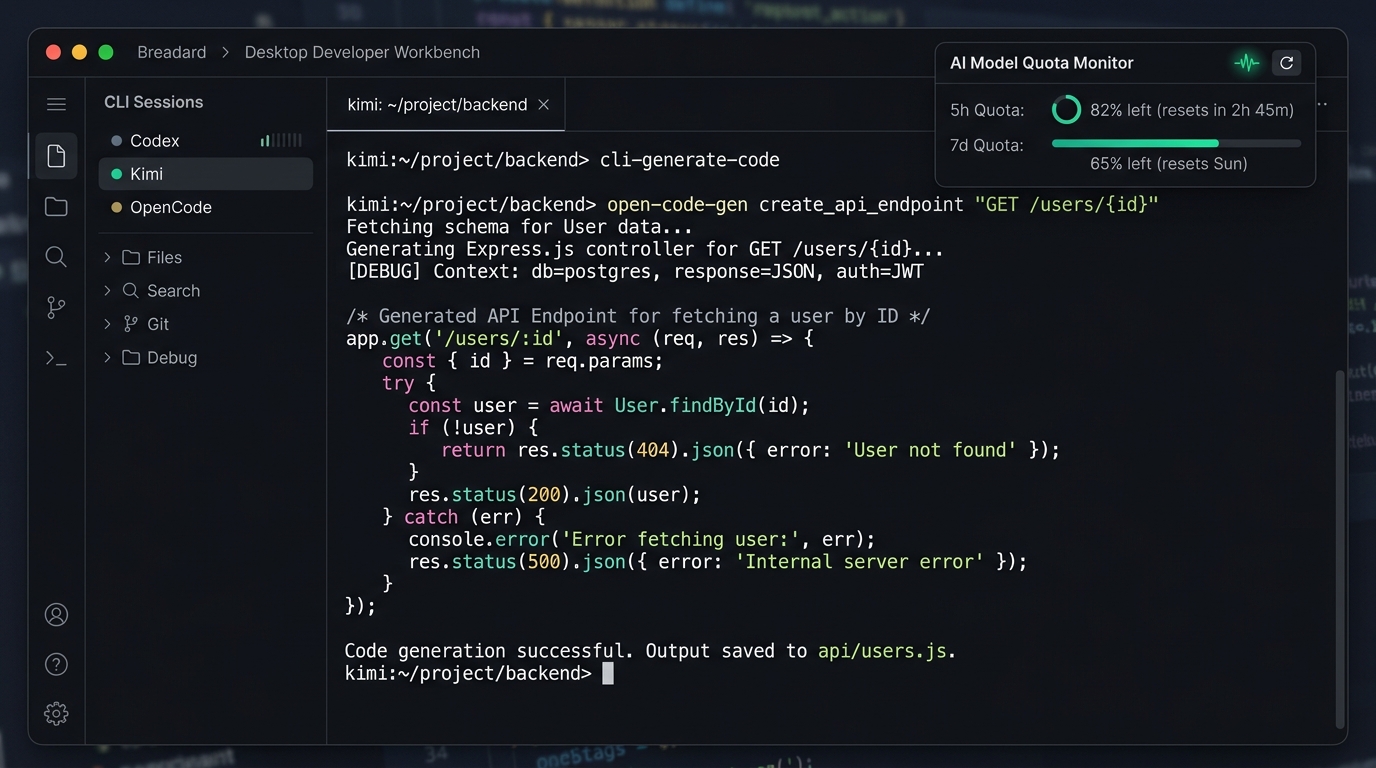 Breadard > Desktop Developer Workbench
AI Model Quota Monitor
5h Quota: 82% left (resets in 2h 45m)
7d Quota:
65% left (resets Sun)
CLI Sessions
Codex
Kimi
OpenCode
Files
Search
Git
Debug
kimi: ~/project/backend ×
kimi:~/project/backend> cli-generate-code
kimi:~/project/backend> open-code-gen create_api_endpoint "GET /users/{id}"
Fetching schema for User data...
Generating Express.js controller for GET /users/{id}...
[DEBUG] Context: db=postgres, response=JSON, auth=JWT
/* Generated API Endpoint for fetching a user by ID */
app.get('/users/:id', async (req, res) => {
const { id } = req.params;
try {
const user = await User.findById(id);
if (!user) {
return res.status(404).json({ error: 'User not found' });
}
res.status(200).json(user);
} catch (err) {
console.error('Error fetching user:', err);
res.status(500).json({ error: 'Internal server error' });
}
});
Code generation successful. Output saved to api/users.js.
kimi:~/project/backend>
34